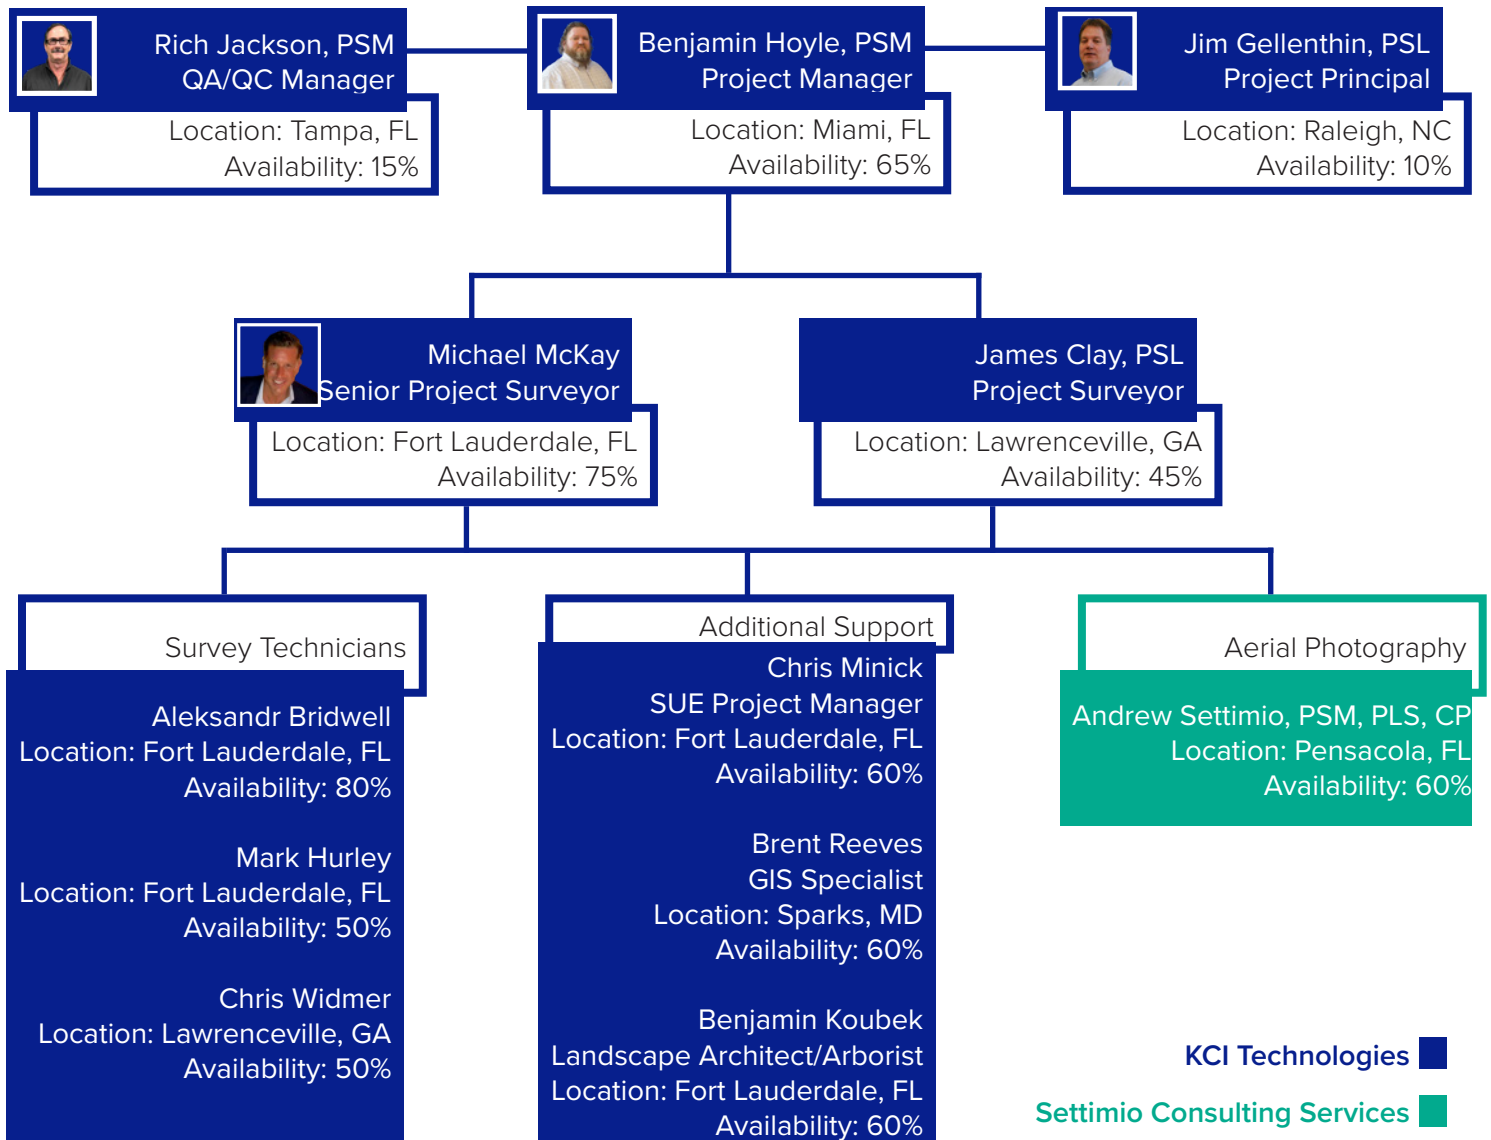 Rich Jackson, PSM
QA/QC Manager
Location: Tampa, FL
Availability: 15%
Benjamin Hoyle, PSM
Project Manager
Location: Miami, FL
Availability: 65%
Jim Gellenthin, PSL
Project Principal
Location: Raleigh, NC
Availability: 10%
Michael McKay
Senior Project Surveyor
Location: Fort Lauderdale, FL
Availability: 75%
James Clay, PSL
Project Surveyor
Location: Lawrenceville, GA
Availability: 45%
Survey Technicians
Aleksandr Bridwell
Location: Fort Lauderdale, FL
Availability: 80%
Mark Hurley
Location: Fort Lauderdale, FL
Availability: 50%
Chris Widmer
Location: Lawrenceville, GA
Availability: 50%
Additional Support
Chris Minick
SUE Project Manager
Location: Fort Lauderdale, FL
Availability: 60%
Brent Reeves
GIS Specialist
Location: Sparks, MD
Availability: 60%
Benjamin Koubek
Landscape Architect/Arborist
Location: Fort Lauderdale, FL
Availability: 60%
Aerial Photography
Andrew Settimio, PSM, PLS, CP
Location: Pensacola, FL
Availability: 60%
KCI Technologies
Settimio Consulting Services